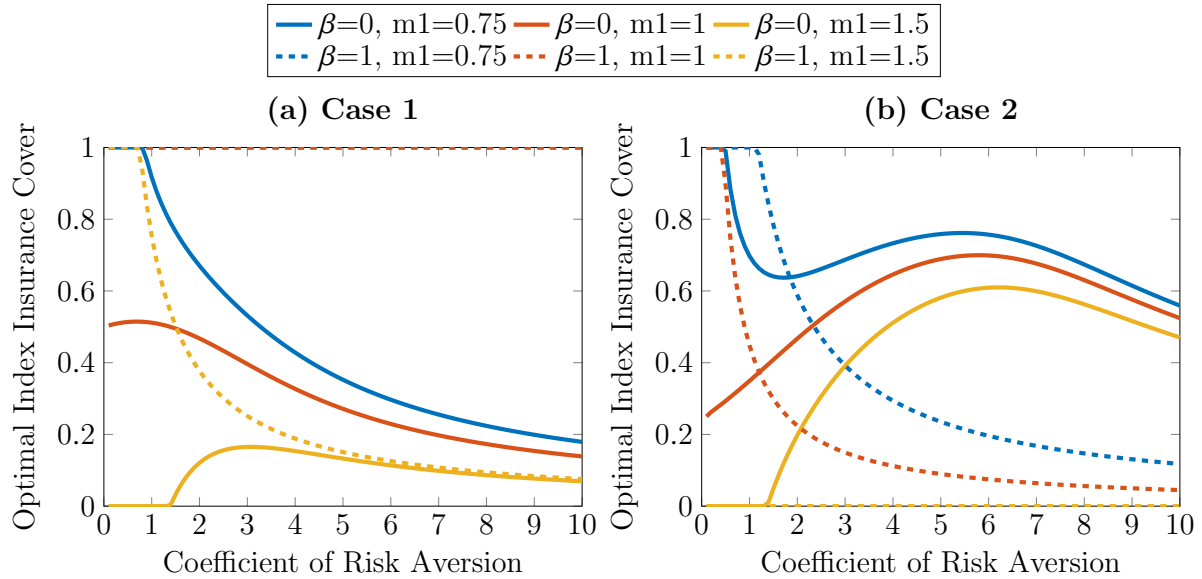 β=0, m1=0.75 β=0, m1=1 β=0, m1=1.5
β=1, m1=0.75 β=1, m1=1 β=1, m1=1.5
(a) Case 1
Optimal Index Insurance Cover
1
0.8
0.6
0.4
0.2
0
0 1 2 3 4 5 6 7 8 9 10
Coefficient of Risk Aversion
(b) Case 2
Optimal Index Insurance Cover
1
0.8
0.6
0.4
0.2
0
0 1 2 3 4 5 6 7 8 9 10
Coefficient of Risk Aversion